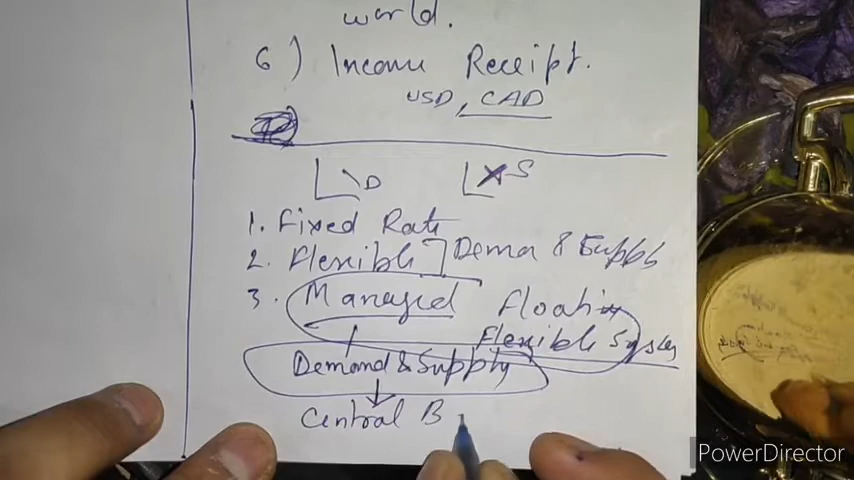 world.
6) Income Receipt.
USD, CAD
D
S
1. Fixed Rate
2. Flexible ] Deman & Supply
3. Managed Floating
Flexible System
Demand & Supply
Central B
PowerDirector